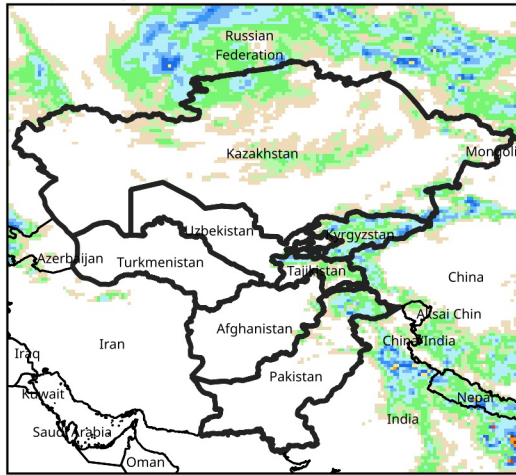 Russian
Federation
Kazakhstan
Mongoli
Uzbekistan
Kyrgyzstan
Azerbaijan
Turkmenistan
Tajikistan
China
Aksai Chin
Afghanistan
Iran
China/India
Iraq
Pakistan
Kuwait
Nepal
India
Saudi Arabia
Oman